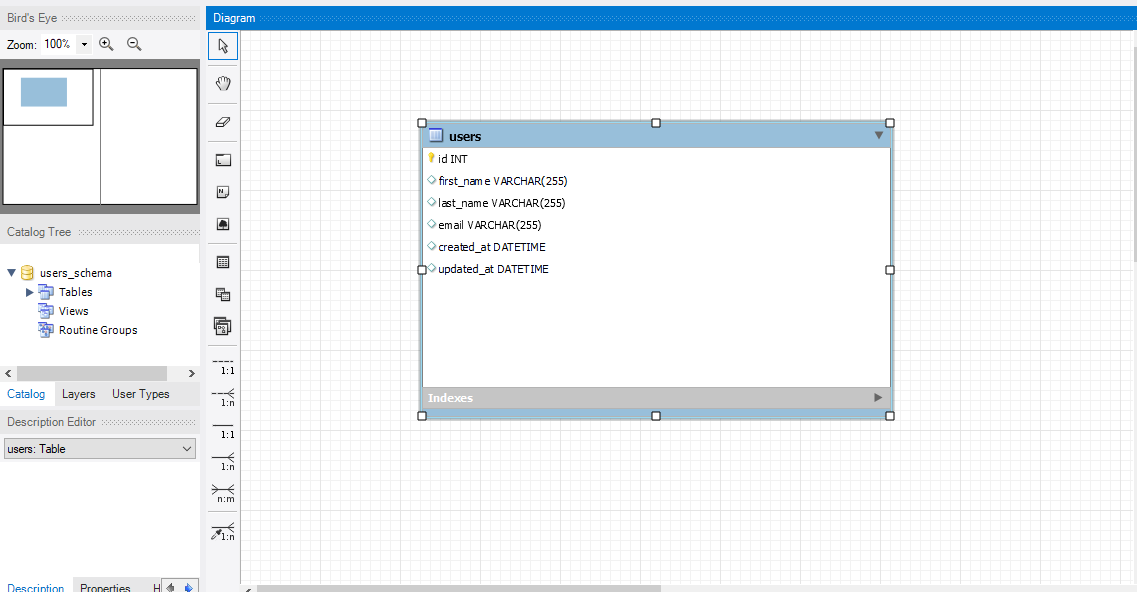 Bird's Eye
Zoom: 100%
Catalog Tree
users_schema
Tables
Views
Routine Groups
Catalog Layers User Types
Description Editor
users: Table
Description Properties H
Diagram
1:1
1:n
1:1
1:n
n:m
1:n
users
id INT
first_name VARCHAR(255)
last_name VARCHAR(255)
email VARCHAR(255)
created_at DATETIME
updated_at DATETIME
Indexes